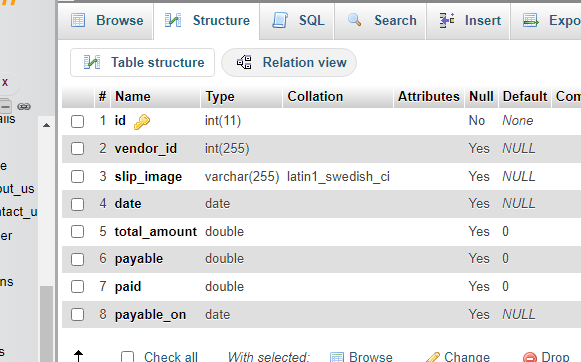 Browse Structure SQL Search Insert Expo
Table structure Relation view
# Name Type Collation Attributes Null Default Com
1 id int(11) No None
2 vendor_id int(255) Yes NULL
3 slip_image varchar(255) latin1_swedish_ci Yes NULL
4 date date Yes NULL
5 total_amount double Yes 0
6 payable double Yes 0
7 paid double Yes 0
8 payable_on date Yes NULL
Check all With selected: Browse Change Drop
x
ails
e
out_us
ntact_u
er
ns
s